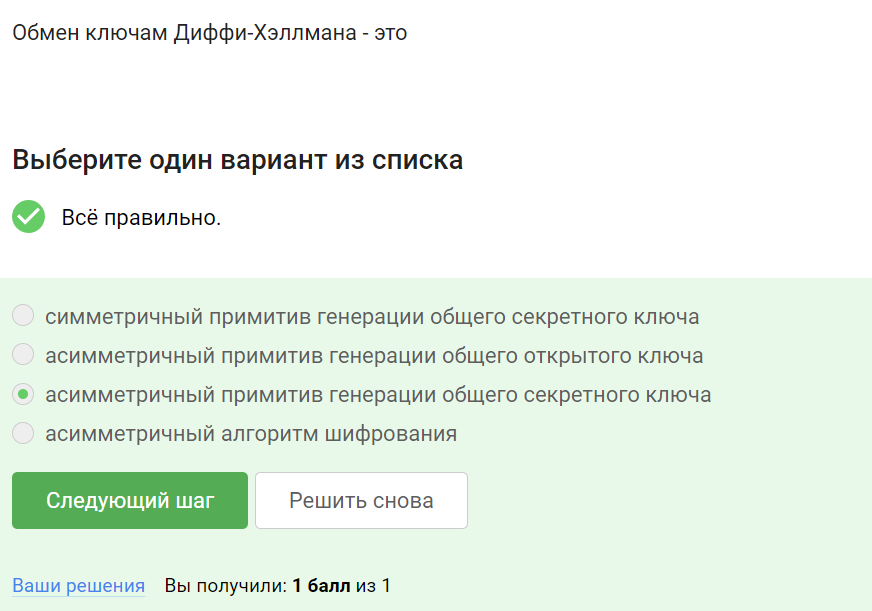 Обмен ключам Диффи-Хэллмана - это
Выберите один вариант из списка
Всё правильно.
симметричный примитив генерации общего секретного ключа
асимметричный примитив генерации общего открытого ключа
асимметричный примитив генерации общего секретного ключа
асимметричный алгоритм шифрования
Следующий шаг Решить снова
Ваши решения Вы получили: 1 балл из 1